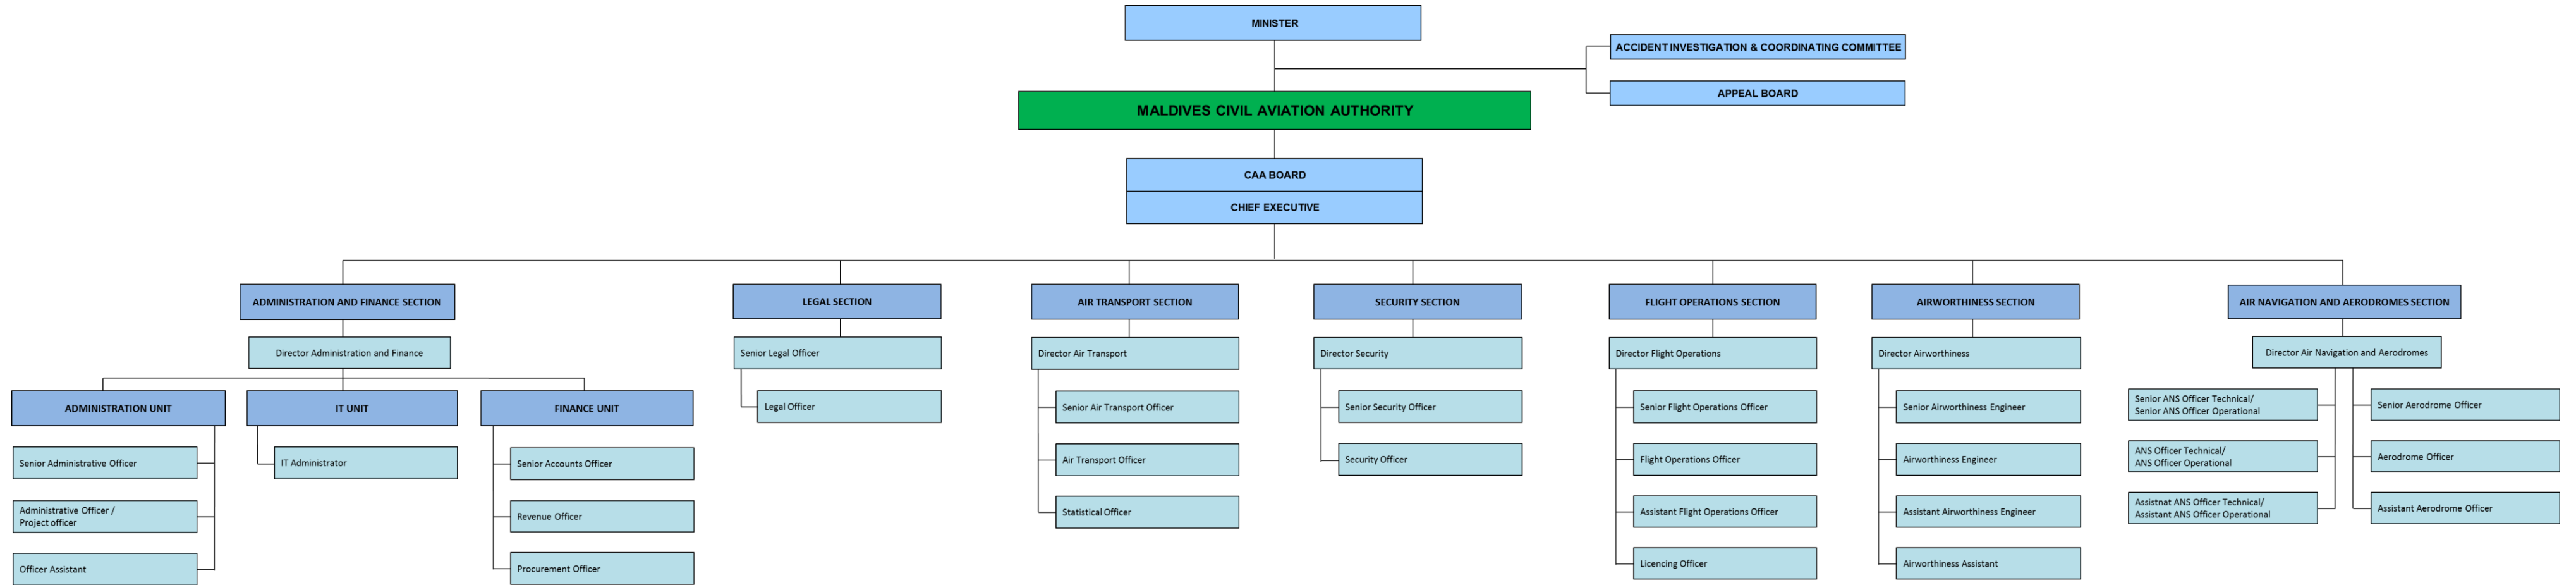 MINISTER
ACCIDENT INVESTIGATION & COORDINATING COMMITTEE
APPEAL BOARD
MALDIVES CIVIL AVIATION AUTHORITY
CAA BOARD
CHIEF EXECUTIVE
ADMINISTRATION AND FINANCE SECTION
Director Administration and Finance
ADMINISTRATION UNIT
Senior Administrative Officer
Administrative Officer /
Project officer
Officer Assistant
IT UNIT
IT Administrator
FINANCE UNIT
Senior Accounts Officer
Revenue Officer
Procurement Officer
LEGAL SECTION
Senior Legal Officer
Legal Officer
AIR TRANSPORT SECTION
Director Air Transport
Senior Air Transport Officer
Air Transport Officer
Statistical Officer
SECURITY SECTION
Director Security
Senior Security Officer
Security Officer
FLIGHT OPERATIONS SECTION
Director Flight Operations
Senior Flight Operations Officer
Flight Operations Officer
Assistant Flight Operations Officer
Licencing Officer
AIRWORTHINESS SECTION
Director Airworthiness
Senior Airworthiness Engineer
Airworthiness Engineer
Assistant Airworthiness Engineer
Airworthiness Assistant
AIR NAVIGATION AND AERODROMES SECTION
Director Air Navigation and Aerodromes
Senior ANS Officer Technical/
Senior ANS Officer Operational
ANS Officer Technical/
ANS Officer Operational
Assistnat ANS Officer Technical/
Assistant ANS Officer Operational
Senior Aerodrome Officer
Aerodrome Officer
Assistant Aerodrome Officer